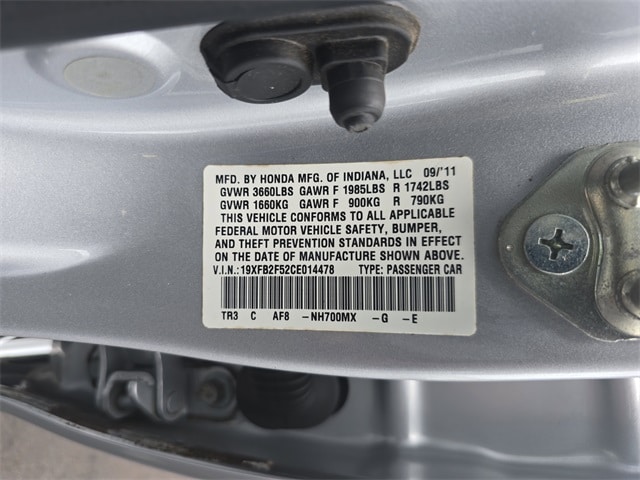 MFD. BY HONDA MFG. OF INDIANA, LLC 09/'11
GVWR 3660LBS GAWR F 1985LBS R 1742LBS
GVWR 1660KG GAWR F 900KG R 790KG
THIS VEHICLE CONFORMS TO ALL APPLICABLE
FEDERAL MOTOR VEHICLE SAFETY, BUMPER,
AND THEFT PREVENTION STANDARDS IN EFFECT
ON THE DATE OF MANUFACTURE SHOWN ABOVE.
V.I.N.:19XFB2F52CE014478 TYPE: PASSENGER CAR
TR3 C AF8 -NH700MX -G -E